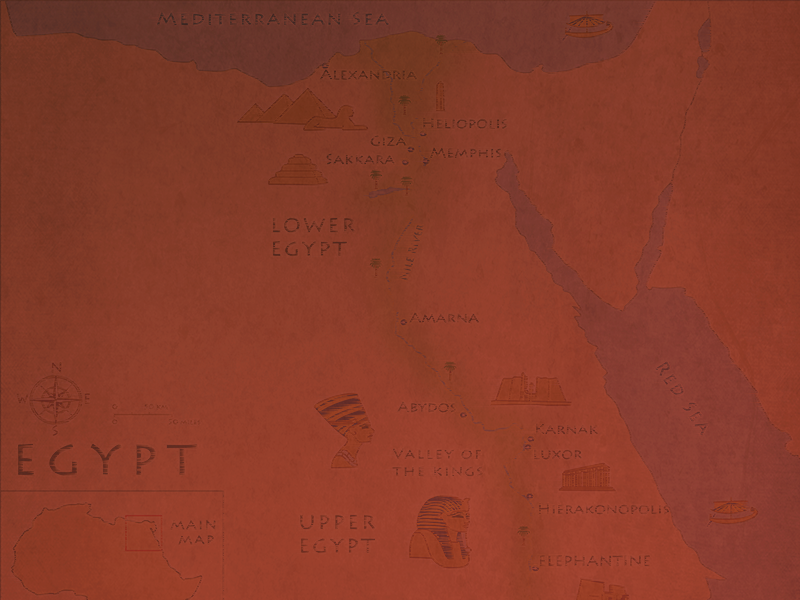 MEDITERRANEAN SEA
ALEXANDRIA
HELIOPOLIS
GIZA
SAKKARA
MEMPHIS
LOWER
EGYPT
NILE RIVER
AMARNA
N
W
E
S
ABYDOS
RED SEA
KARNAK
LUXOR
EGYPT
VALLEY OF
THE KINGS
HIERAKONOPOLIS
MAIN
MAP
UPPER
EGYPT
ELEPHANTINE